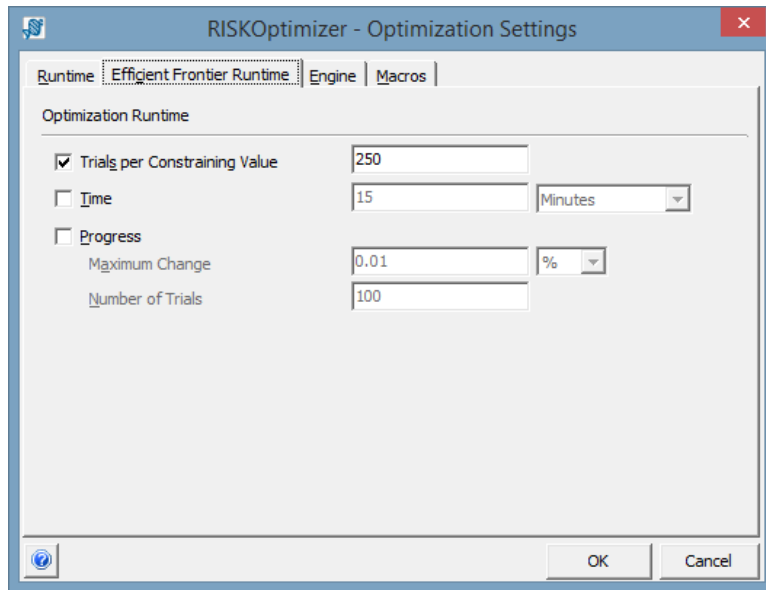 RISKOptimizer - Optimization Settings
Runtime Efficient Frontier Runtime Engine Macros
Optimization Runtime
Trials per Constraining Value 250
Time 15 Minutes
Progress
Maximum Change 0.01 %
Number of Trials 100
OK Cancel